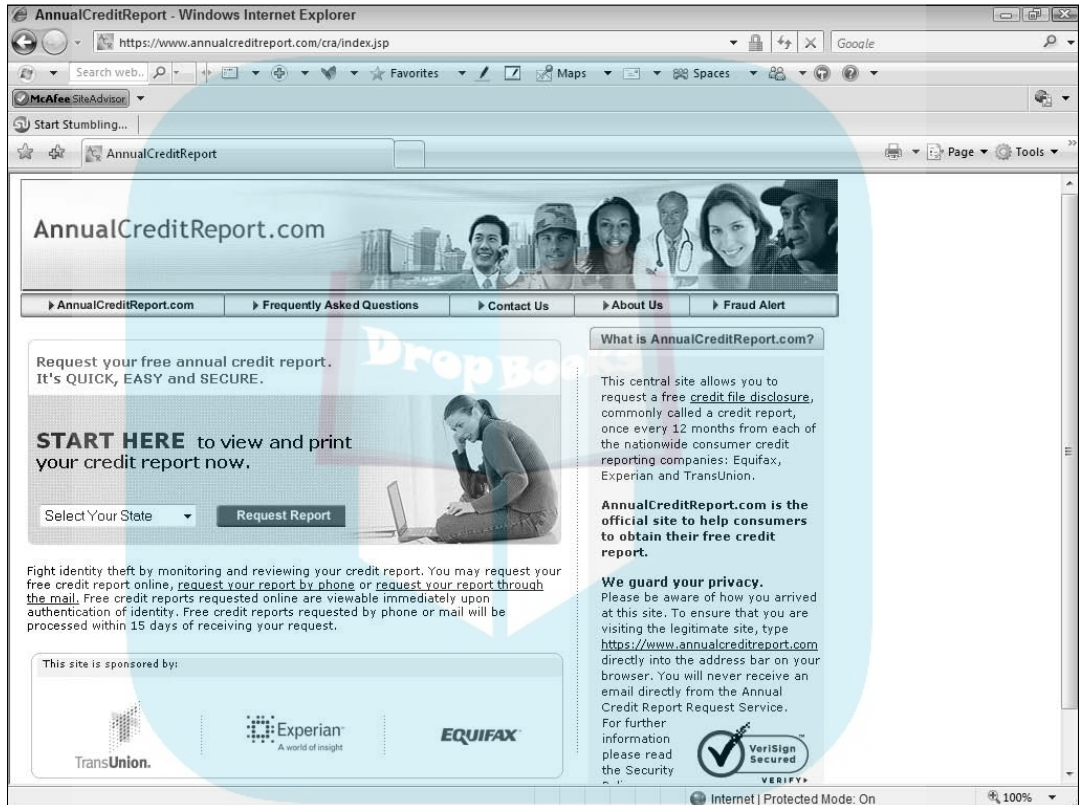 AnnualCreditReport - Windows Internet Explorer
https://www.annualcreditreport.com/cra/index.jsp
Google
Search web..
Favorites
Maps
Spaces
McAfee SiteAdvisor
Start Stumbling...
AnnualCreditReport
Page
Tools
AnnualCreditReport.com
AnnualCreditReport.com
Frequently Asked Questions
Contact Us
About Us
Fraud Alert
Request your free annual credit report.
It's QUICK, EASY and SECURE.
START HERE to view and print
your credit report now.
Select Your State
Request Report
Fight identity theft by monitoring and reviewing your credit report. You may request your
free credit report online, request your report by phone or request your report through
the mail. Free credit reports requested online are viewable immediately upon
authentication of identity. Free credit reports requested by phone or mail will be
processed within 15 days of receiving your request.
This site is sponsored by:
TransUnion.
Experian
A world of insight
EQUIFAX
What is AnnualCreditReport.com?
This central site allows you to
request a free credit file disclosure,
commonly called a credit report,
once every 12 months from each of
the nationwide consumer credit
reporting companies: Equifax,
Experian and TransUnion.
AnnualCreditReport.com is the
official site to help consumers
to obtain their free credit
report.
We guard your privacy.
Please be aware of how you arrived
at this site. To ensure that you are
visiting the legitimate site, type
https://www.annualcreditreport.com
directly into the address bar on your
browser. You will never receive an
email directly from the Annual
Credit Report Request Service.
For further
information
please read
the Security
VeriSign
Secured
VERIFY
DropBooks
Internet | Protected Mode: On
100%